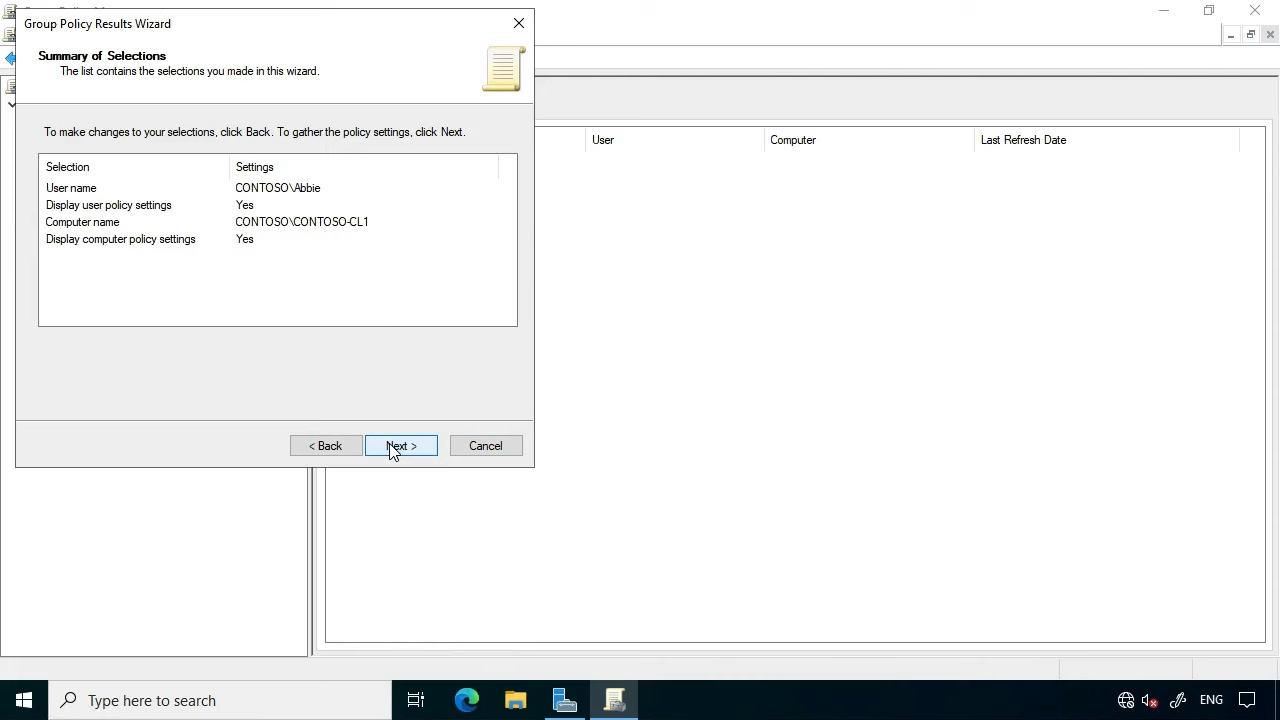 Group Policy Results Wizard
Summary of Selections
The list contains the selections you made in this wizard.
To make changes to your selections, click Back. To gather the policy settings, click Next.
Selection Settings
User name CONTOSO\Abbie
Display user policy settings Yes
Computer name CONTOSO\CONTOSO-CL1
Display computer policy settings Yes
< Back Next > Cancel
User Computer Last Refresh Date
Type here to search
ENG